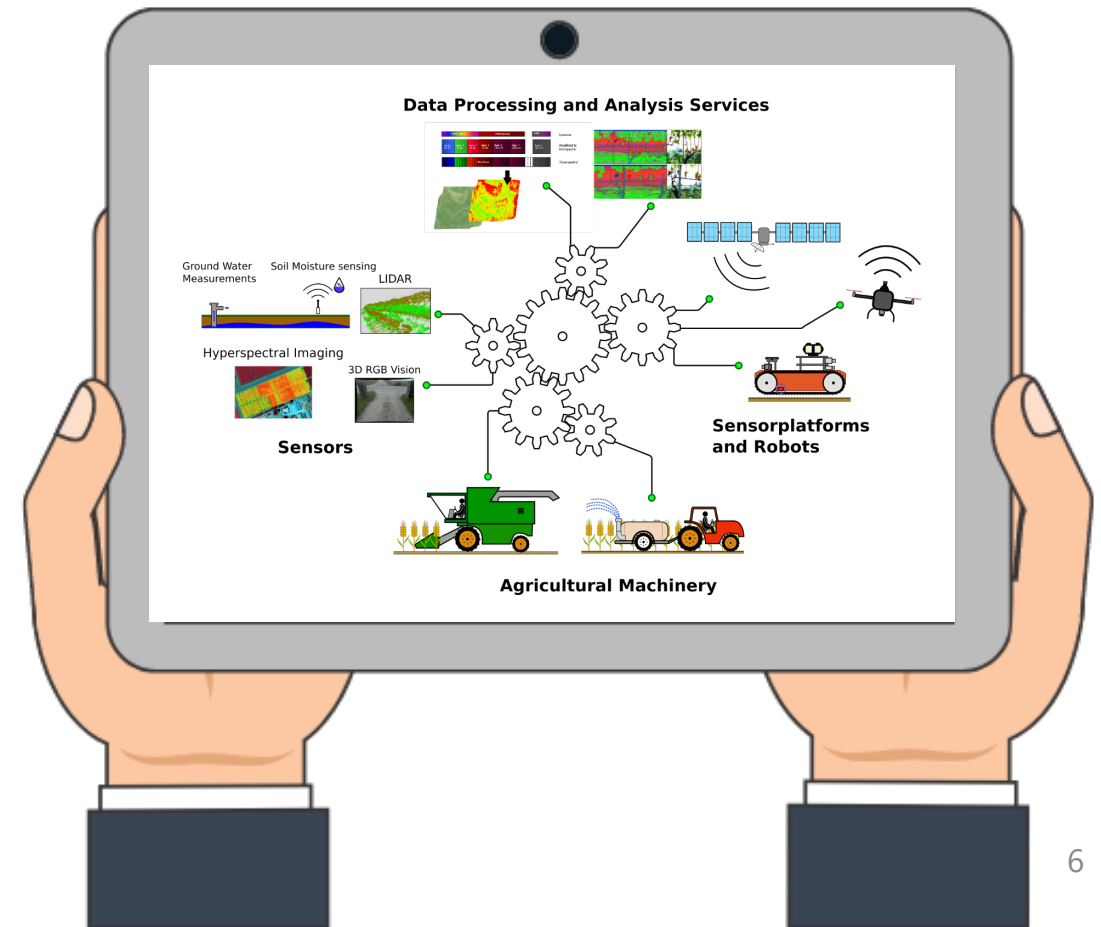 Data Processing and Analysis Services
Ground Water
Measurements
Soil Moisture sensing
LIDAR
Hyperspectral Imaging
3D RGB Vision
Sensors
Sensorplatforms
and Robots
Agricultural Machinery
6